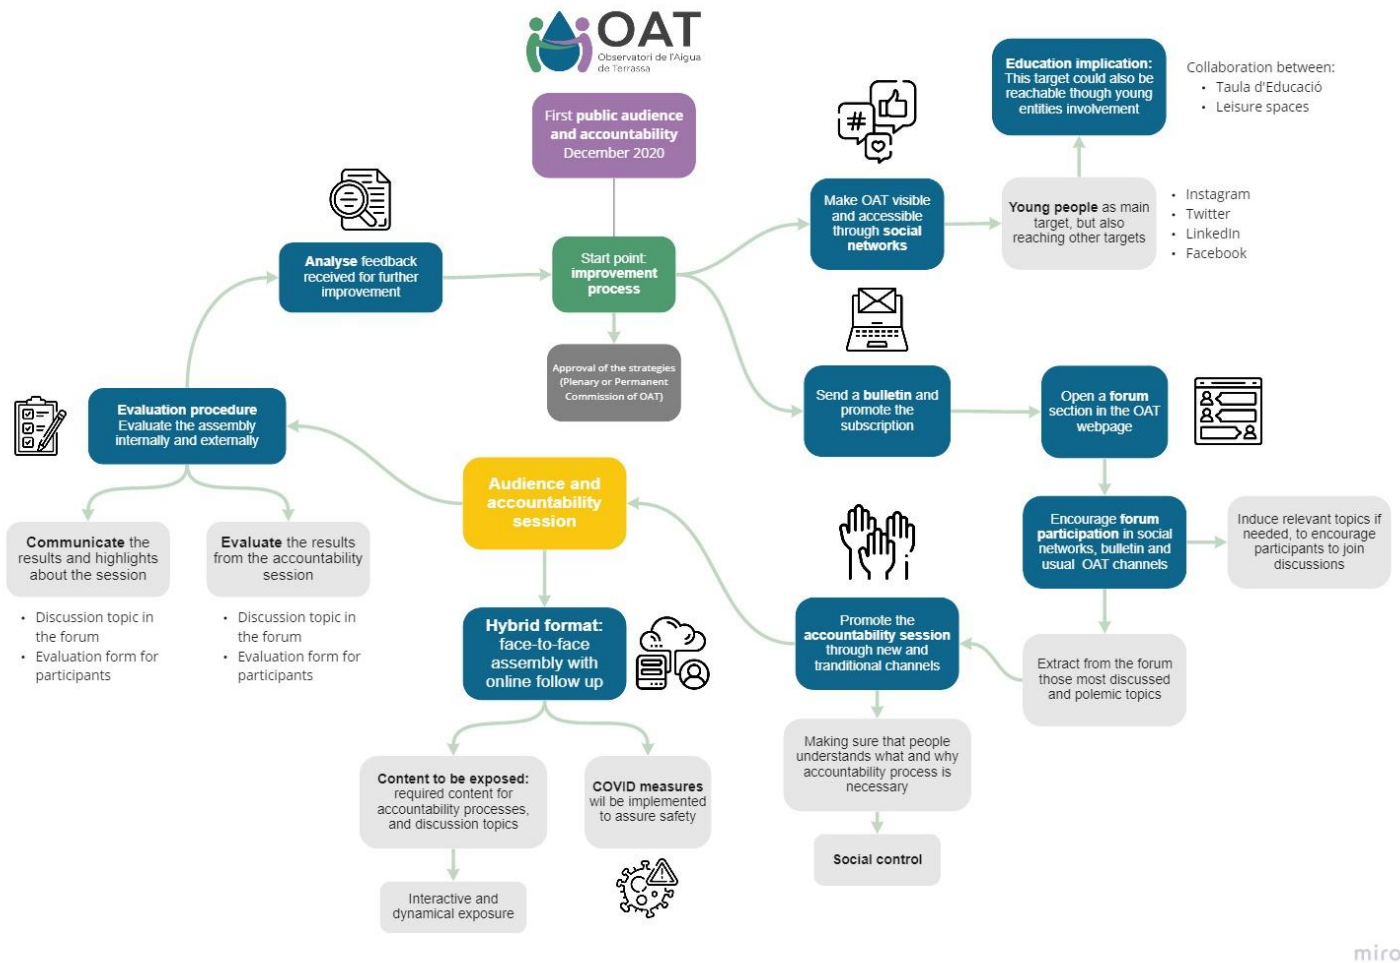 OAT
Observatori de l'Aigua
de Terrassa
First public audience
and accountability
December 2020
Education implication:
This target could also be
reachable though young
entities involvement
Collaboration between:
• Taula d'Educació
• Leisure spaces
#
Make OAT visible
and accessible
through social
networks
Young people as main
target, but also
reaching other targets
• Instagram
• Twitter
• LinkedIn
• Facebook
Analyse feedback
received for further
improvement
Start point:
improvement
process
Approval of the strategies
(Plenary or Permanent
Commission of OAT)
Send a bulletin and
promote the
subscription
Open a forum
section in the OAT
webpage
Evaluation procedure
Evaluate the assembly
internally and externally
Audience and
accountability
session
Encourage forum
participation in social
networks, bulletin and
usual OAT channels
Induce relevant topics if
needed, to encourage
participants to join
discussions
Communicate the
results and highlights
about the session
Evaluate the results
from the accountability
session
• Discussion topic in
the forum
• Evaluation form for
participants
• Discussion topic in
the forum
• Evaluation form for
participants
Hybrid format:
face-to-face
assembly with
online follow up
Promote the
accountability session
through new and
tranditional channels
Extract from the forum
those most discussed
and polemic topics
Making sure that people
understands what and why
accountability process is
necessary
Content to be exposed:
required content for
accountability processes,
and discussion topics
COVID measures
wil be implemented
to assure safety
Social control
Interactive and
dynamical exposure
miro